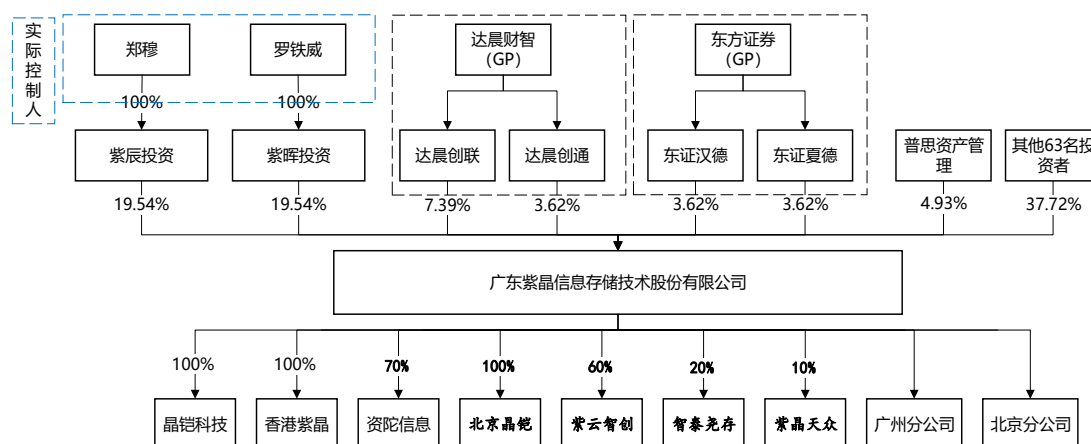 实际控制人
郑穆
罗铁威
达晨财智
（GP）
东方证券
（GP）
100%
100%
紫辰投资
紫晖投资
达晨创联
达晨创通
东证汉德
东证夏德
普思资产管
理
其他63名投
资者
19.54%
19.54%
7.39%
3.62%
3.62%
3.62%
4.93%
37.72%
广东紫晶信息存储技术股份有限公司
100%
100%
70%
100%
60%
20%
10%
晶铠科技
香港紫晶
资陀信息
北京晶铠
紫云智创
智泰尧存
紫晶天众
广州分公司
北京分公司